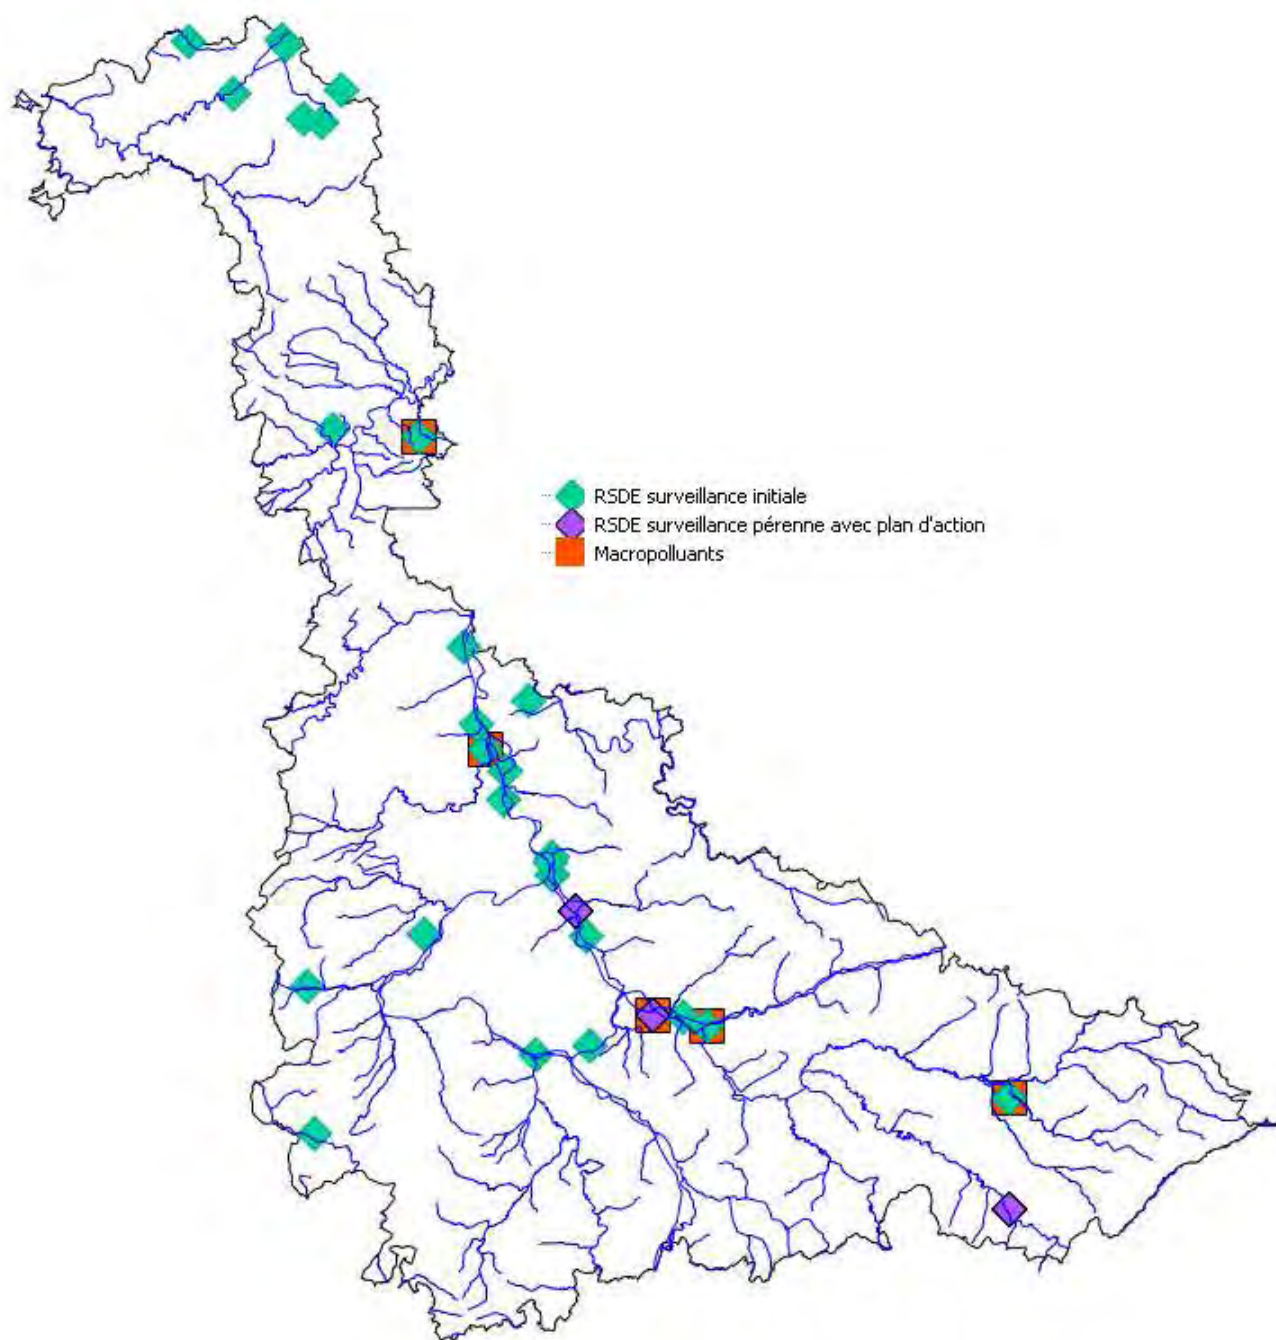 RSDE surveillance initiale
RSDE surveillance pérenne avec plan d'action
Macropolluants